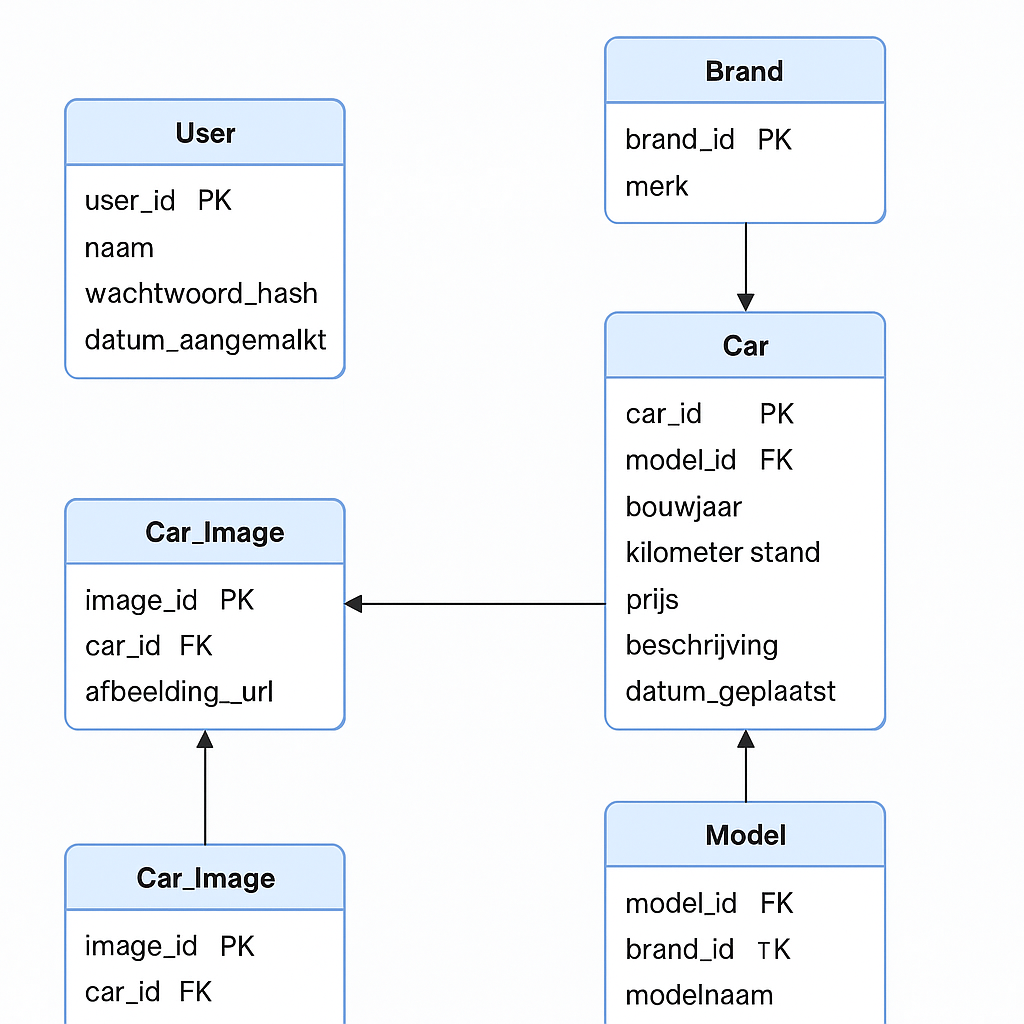 User
user_id PK
naam
wachtwoord_hash
datum_aangemalkt
Brand
brand_id PK
merk
Car
car_id PK
model_id FK
bouwjaar
kilometer stand
prijs
beschrijving
datum_geplaatst
Car_Image
image_id PK
car_id FK
afbeelding__url
Car_Image
image_id PK
car_id FK
Model
model_id FK
brand_id TK
modelnaam